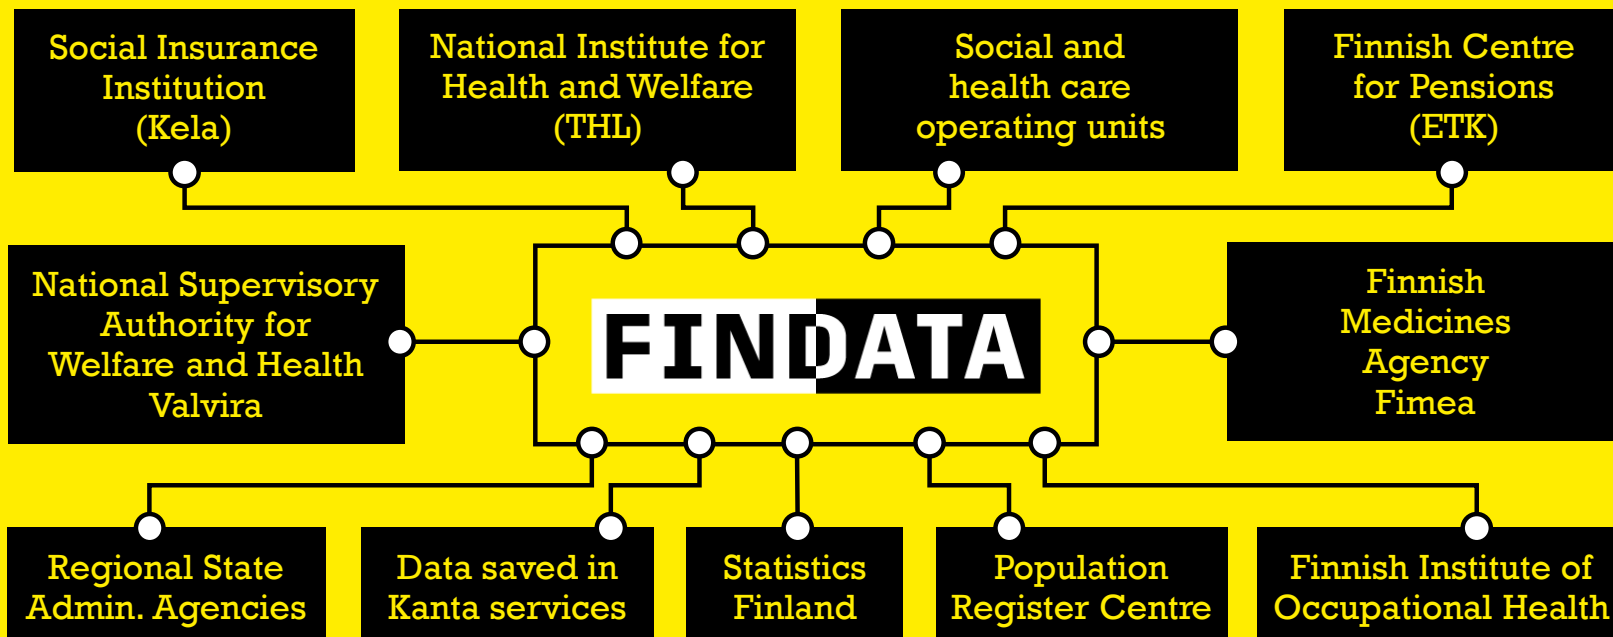 Social Insurance
Institution
(Kela)
National Institute for
Health and Welfare
(THL)
Social and
health care
operating units
Finnish Centre
for Pensions
(ETK)
National Supervisory
Authority for
Welfare and Health
Valvira
FINDATA
Finnish
Medicines
Agency
Fimea
Regional State
Admin. Agencies
Data saved in
Kanta services
Statistics
Finland
Population
Register Centre
Finnish Institute of
Occupational Health